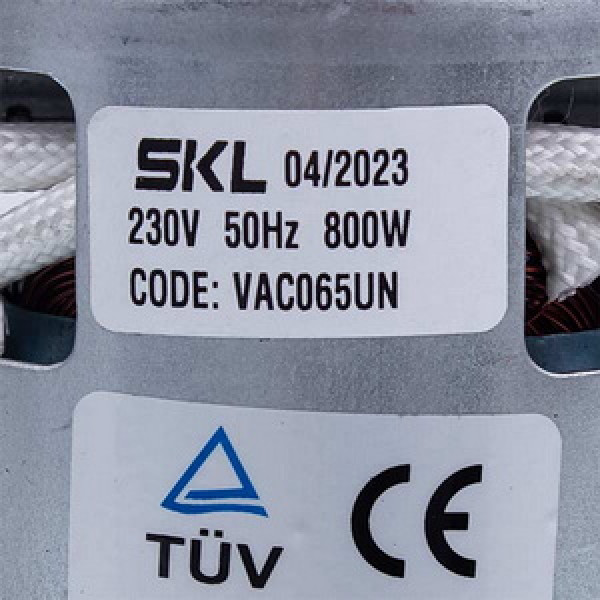 SKL 04/2023
230V 50Hz 800W
CODE: VAC065UN
TÜV CE